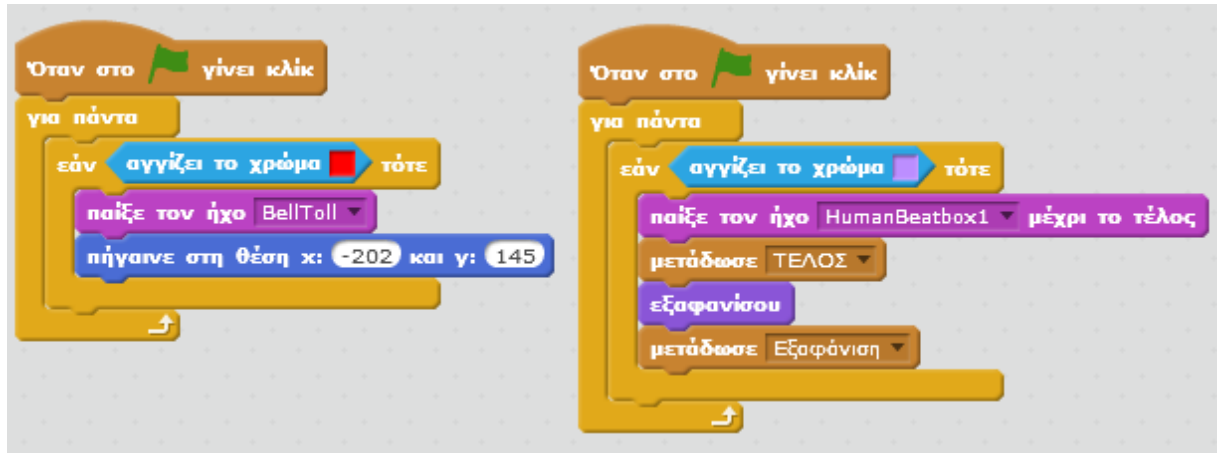 Όταν στο γίνει κλίκ
για πάντα
εάν αγγίζει το χρώμα τότε
παίξε τον ήχο BellToll
πήγαινε στη θέση x: -202 και y: 145
Όταν στο γίνει κλίκ
για πάντα
εάν αγγίζει το χρώμα τότε
παίξε τον ήχο HumanBeatbox1 μέχρι το τέλος
μετάδωσε ΤΕΛΟΣ
εξαφανίσου
μετάδωσε Εξαφάνιση